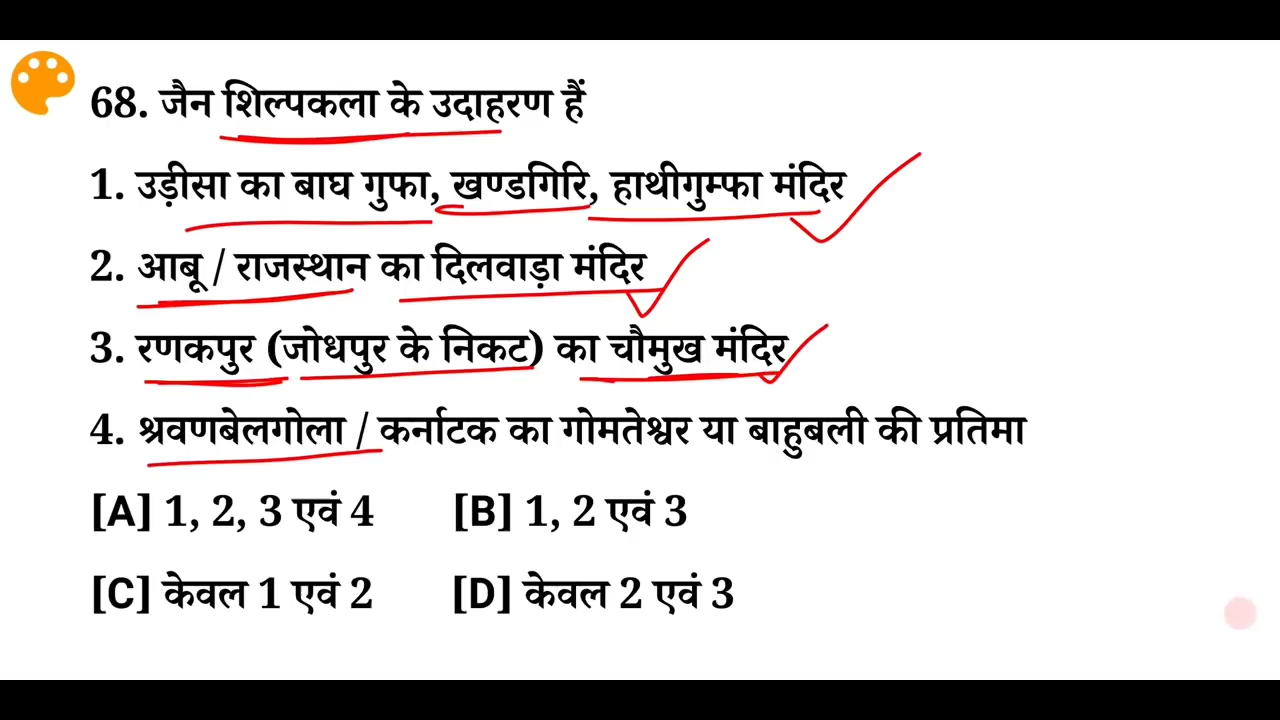 68. जैन शिल्पकला के उदाहरण हैं
1. उड़ीसा का बाघ गुफा, खण्डगिरि, हाथीगुम्फा मंदिर
2. आबू / राजस्थान का दिलवाड़ा मंदिर
3. रणकपुर (जोधपुर के निकट) का चौमुख मंदिर
4. श्रवणबेलगोला / कर्नाटक का गोमतेश्वर या बाहुबली की प्रतिमा
[A] 1, 2, 3 एवं 4 [B] 1, 2 एवं 3
[C] केवल 1 एवं 2 [D] केवल 2 एवं 3